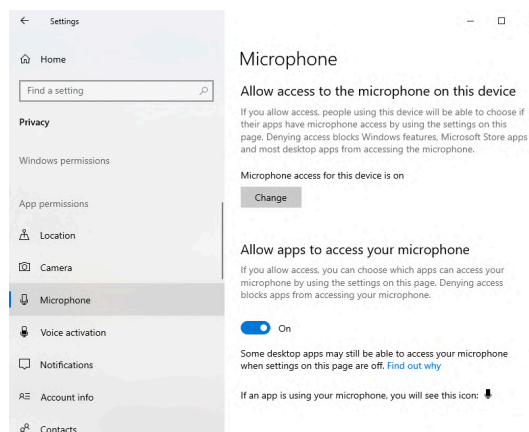 Settings
Home
Find a setting
Privacy
Windows permissions
App permissions
Location
Camera
Microphone
Voice activation
Notifications
Account info
Contacts
Microphone
Allow access to the microphone on this device
If you allow access, people using this device will be able to choose if
their apps have microphone access by using the settings on this
page. Denying access blocks Windows features, Microsoft Store apps
and most desktop apps from accessing the microphone.
Microphone access for this device is on
Change
Allow apps to access your microphone
If you allow access, you can choose which apps can access your
microphone by using the settings on this page. Denying access
blocks apps from accessing your microphone.
On
Some desktop apps may still be able to access your microphone
when settings on this page are off. Find out why
If an app is using your microphone, you will see this icon: